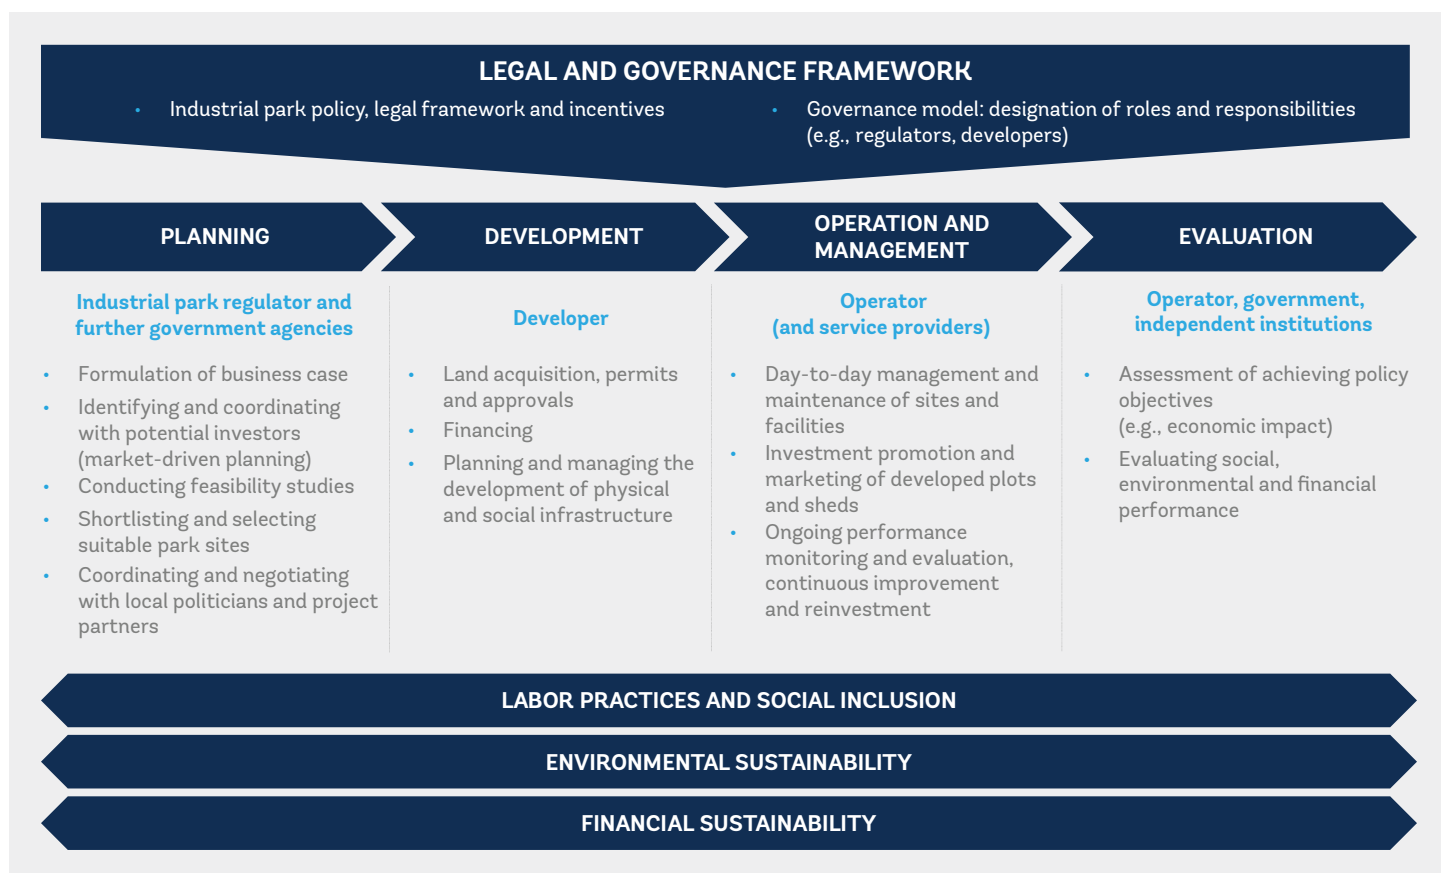 LEGAL AND GOVERNANCE FRAMEWORK
• Industrial park policy, legal framework and incentives
• Governance model: designation of roles and responsibilities
(e.g., regulators, developers)
PLANNING
Industrial park regulator and
further government agencies
• Formulation of business case
• Identifying and coordinating
with potential investors
(market-driven planning)
• Conducting feasibility studies
• Shortlisting and selecting
suitable park sites
• Coordinating and negotiating
with local politicians and project
partners
DEVELOPMENT
Developer
• Land acquisition, permits
and approvals
• Financing
• Planning and managing the
development of physical
and social infrastructure
OPERATION AND
MANAGEMENT
Operator
(and service providers)
• Day-to-day management and
maintenance of sites and
facilities
• Investment promotion and
marketing of developed plots
and sheds
• Ongoing performance
monitoring and evaluation,
continuous improvement
and reinvestment
EVALUATION
Operator, government,
independent institutions
• Assessment of achieving policy
objectives
(e.g., economic impact)
• Evaluating social,
environmental and financial
performance
LABOR PRACTICES AND SOCIAL INCLUSION
ENVIRONMENTAL SUSTAINABILITY
FINANCIAL SUSTAINABILITY